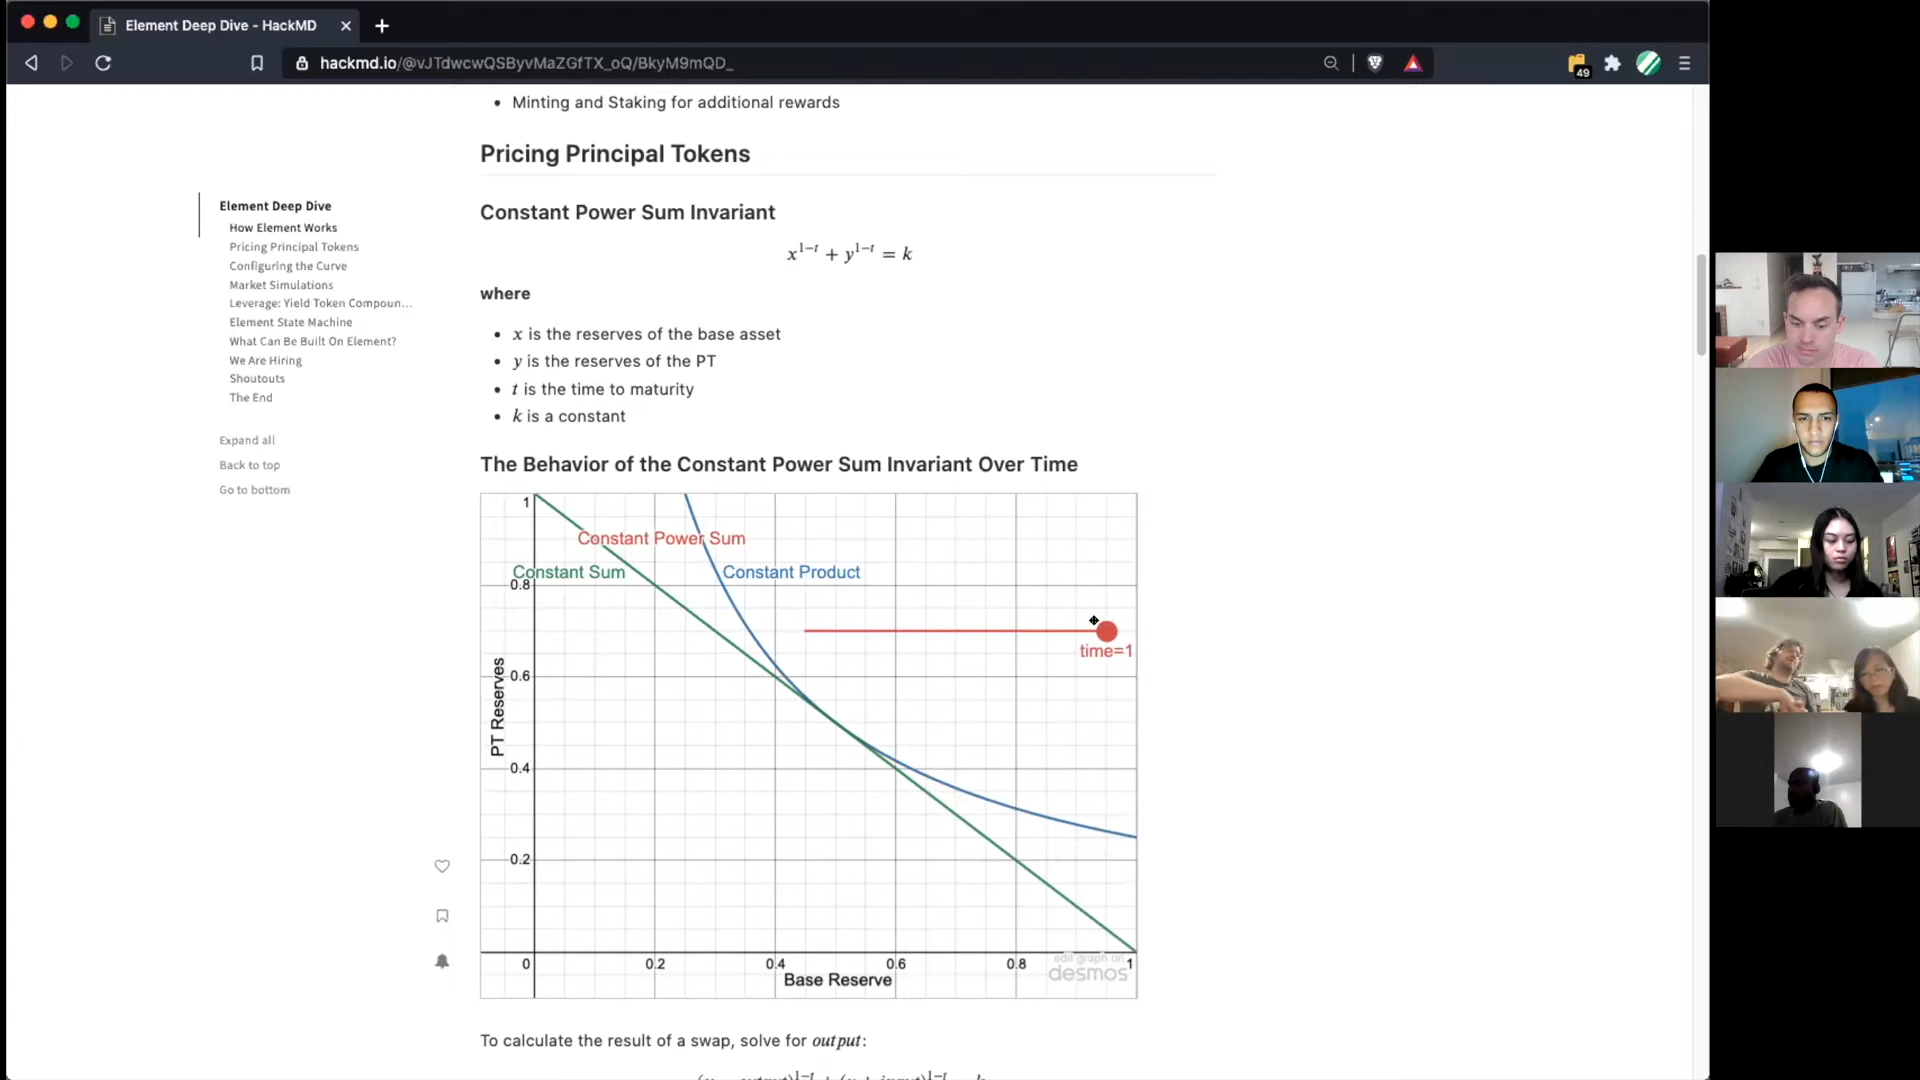 Element Deep Dive - HackMD
hackmd.io/@vJTdwcwQSByvMaZGfTX_oQ/BkyM9mQD_
49
Minting and Staking for additional rewards
Pricing Principal Tokens
Constant Power Sum Invariant
x^{1−t} + y^{1−t} = k
where
x is the reserves of the base asset
y is the reserves of the PT
t is the time to maturity
k is a constant
The Behavior of the Constant Power Sum Invariant Over Time
Element Deep Dive
How Element Works
Pricing Principal Tokens
Configuring the Curve
Market Simulations
Leverage: Yield Token Compoun...
Element State Machine
What Can Be Built On Element?
We Are Hiring
Shoutouts
The End
Expand all
Back to top
Go to bottom
1
Constant Power Sum
Constant Sum
Constant Product
0.8
time=1
0.6
PT Reserves
0.4
0.2
0 0.2 0.4 0.6 0.8 1
Base Reserve
edit graph on
desmos
To calculate the result of a swap, solve for output: